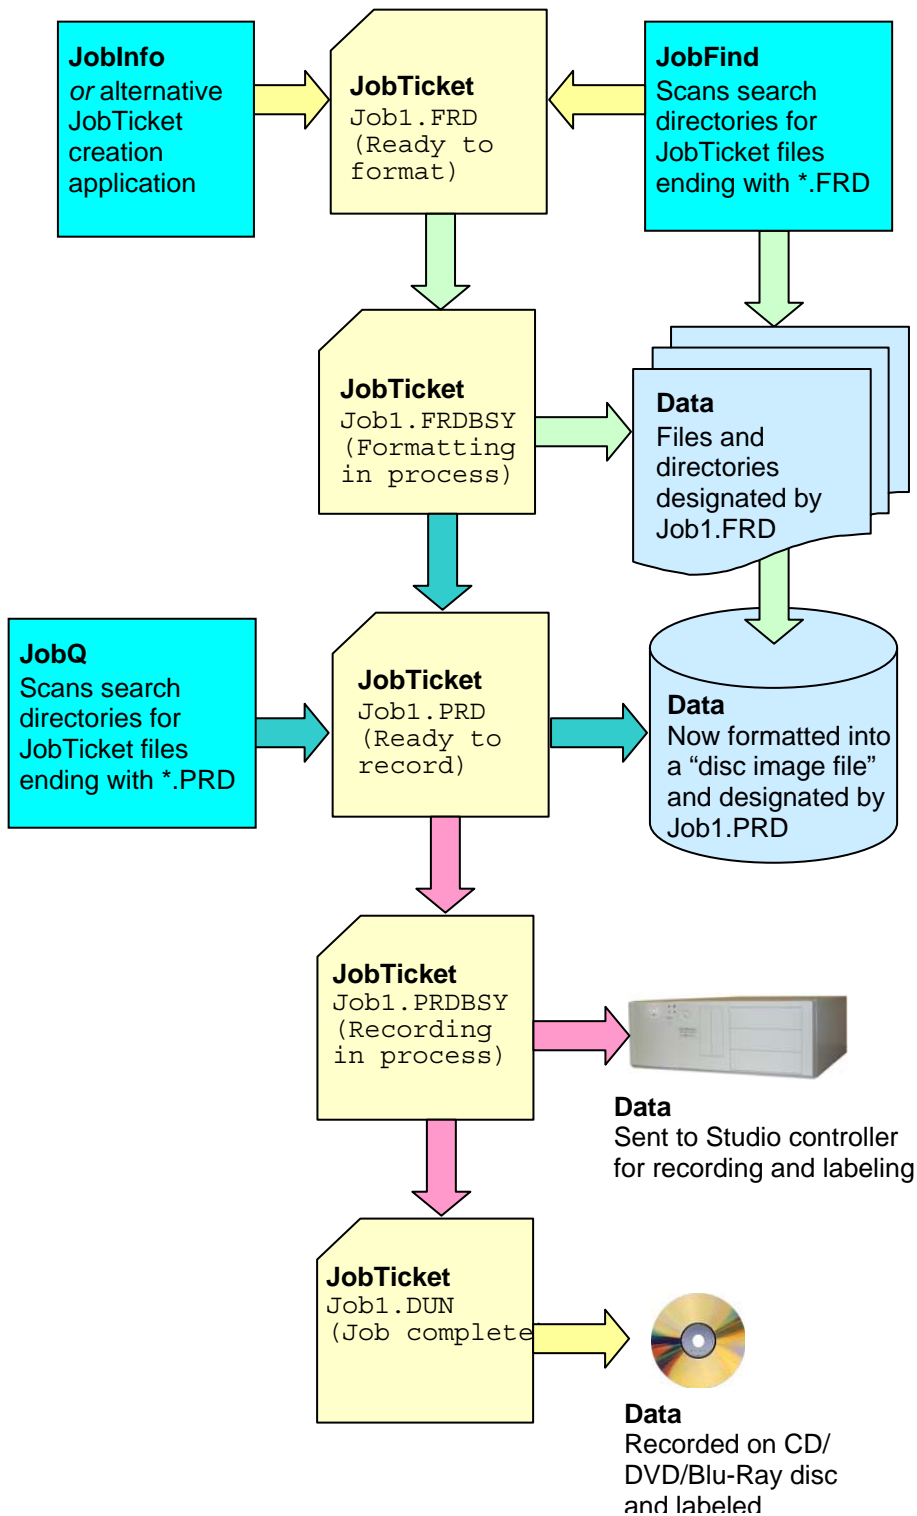 JobInfo
or alternative
JobTicket
creation
application
JobTicket
Job1.FRD
(Ready to
format)
JobFind
Scans search
directories for
JobTicket files
ending with *.FRD
JobTicket
Job1.FRDBSY
(Formatting
in process)
Data
Files and
directories
designated by
Job1.FRD
JobQ
Scans search
directories for
JobTicket files
ending with *.PRD
JobTicket
Job1.PRD
(Ready to
record)
Data
Now formatted into
a “disc image file”
and designated by
Job1.PRD
JobTicket
Job1.PRDBSY
(Recording
in process)
Data
Sent to Studio controller
for recording and labeling
JobTicket
Job1.DUN
(Job complete
Data
Recorded on CD/
DVD/Blu-Ray disc
and labeled